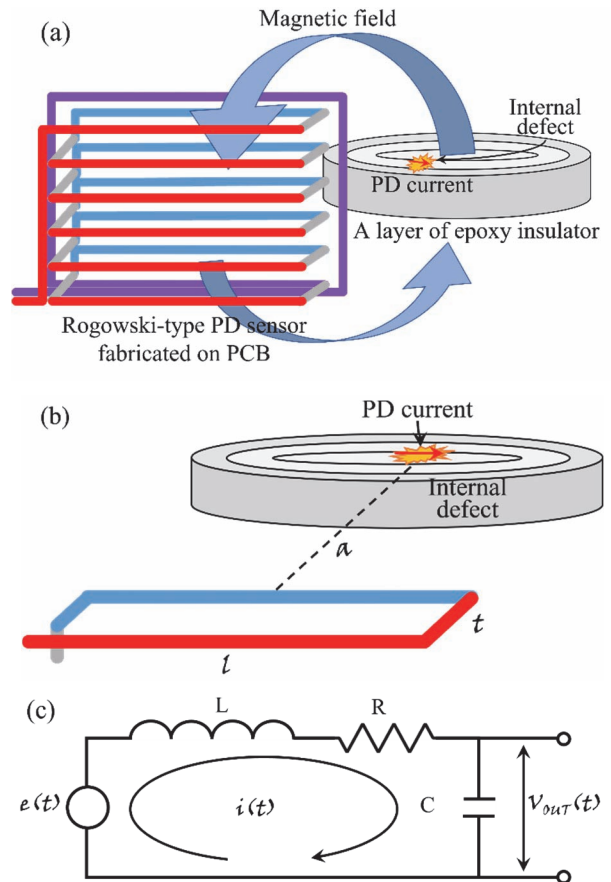 (a)
Magnetic field
Internal
defect
PD current
A layer of epoxy insulator
Rogowski-type PD sensor
fabricated on PCB
(b)
PD current
Internal
defect
a
t
l
(c)
L
R
e(t)
i(t)
C
v_OUT(t)